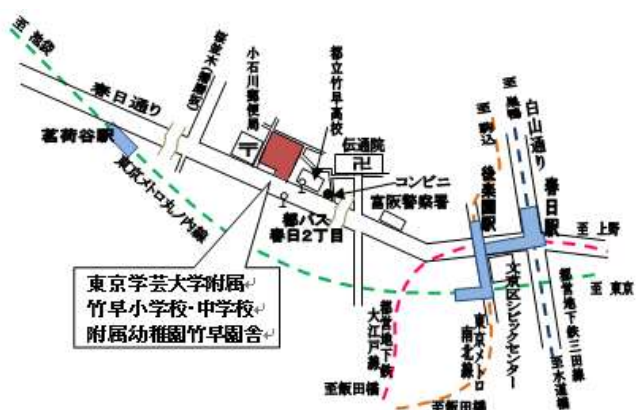 至 池袋
春日通り
桜並木(播磨坂)
小石川郵便局
都立竹早高校
茗荷谷駅
〒
伝通院
卍
コンビニ
富阪警察署
東京メトロ丸ノ内線
都バス
春日2丁目
至 駒込
至 巣鴨
白山通り
後楽園駅
春日駅
至 上野
至 東京
東京学芸大学附属
竹早小学校・中学校
附属幼稚園竹早園舎
都営地下鉄
大江戸線
東京メトロ
南北線
文京区シビックセンター
都営地下鉄三田線
至水道橋
至飯田橋
至飯田橋